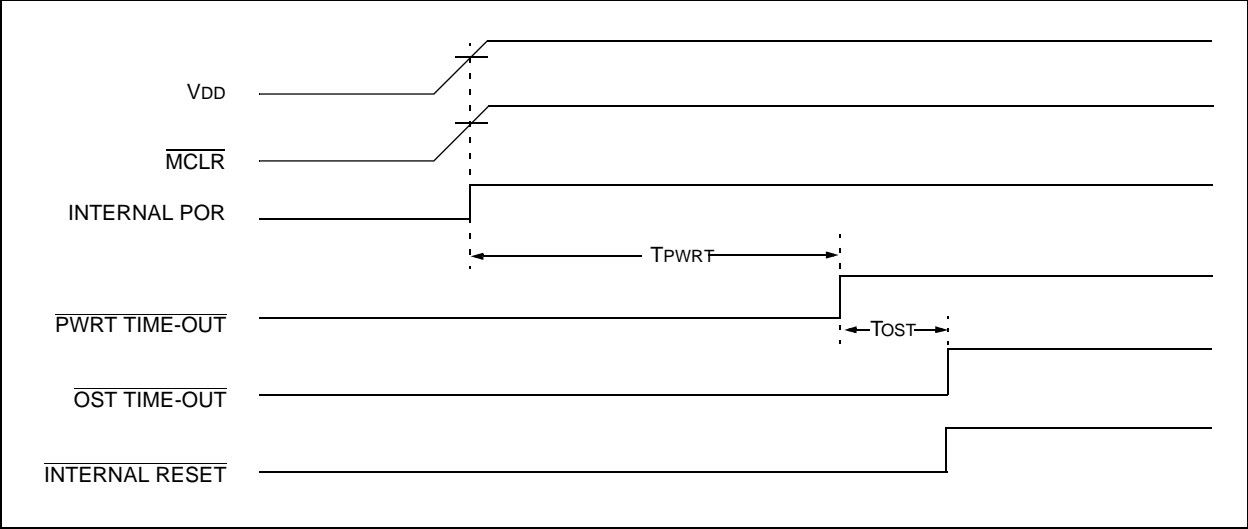 VDD
MCLR
INTERNAL POR
TPWRT
PWRT TIME-OUT
TOST
OST TIME-OUT
INTERNAL RESET